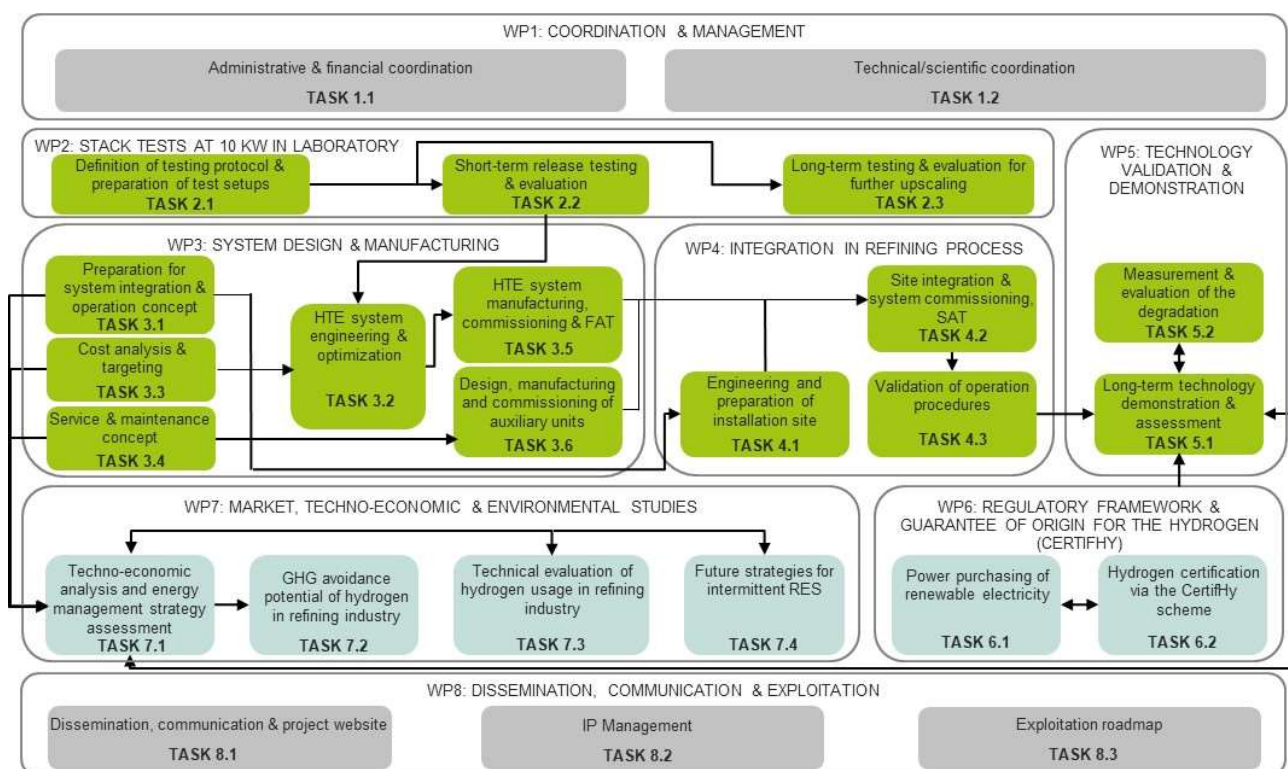 WP1: COORDINATION & MANAGEMENT
Administrative & financial coordination
TASK 1.1
Technical/scientific coordination
TASK 1.2
WP2: STACK TESTS AT 10 KW IN LABORATORY
Definition of testing protocol &
preparation of test setups
TASK 2.1
Short-term release testing
& evaluation
TASK 2.2
Long-term testing & evaluation for
further upscaling
TASK 2.3
WP5: TECHNOLOGY
VALIDATION &
DEMONSTRATION
Measurement &
evaluation of the
degradation
TASK 5.2
Long-term technology
demonstration &
assessment
TASK 5.1
WP3: SYSTEM DESIGN & MANUFACTURING
Preparation for
system integration &
operation concept
TASK 3.1
Cost analysis &
targeting
TASK 3.3
Service & maintenance
concept
TASK 3.4
HTE system
engineering &
optimization
TASK 3.2
HTE system
manufacturing,
commissioning & FAT
TASK 3.5
Design, manufacturing
and commissioning of
auxiliary units
TASK 3.6
WP4: INTEGRATION IN REFINING PROCESS
Engineering and
preparation of
installation site
TASK 4.1
Site integration &
system commissioning,
SAT
TASK 4.2
Validation of operation
procedures
TASK 4.3
WP7: MARKET, TECHNO-ECONOMIC & ENVIRONMENTAL STUDIES
Techno-economic
analysis and energy
management strategy
assessment
TASK 7.1
GHG avoidance
potential of hydrogen
in refining industry
TASK 7.2
Technical evaluation of
hydrogen usage in refining
industry
TASK 7.3
Future strategies for
intermittent RES
TASK 7.4
WP6: REGULATORY FRAMEWORK &
GUARANTEE OF ORIGIN FOR THE HYDROGEN
(CERTIFHY)
Power purchasing of
renewable electricity
TASK 6.1
Hydrogen certification
via the CertifHy
scheme
TASK 6.2
WP8: DISSEMINATION, COMMUNICATION & EXPLOITATION
Dissemination, communication & project website
TASK 8.1
IP Management
TASK 8.2
Exploitation roadmap
TASK 8.3